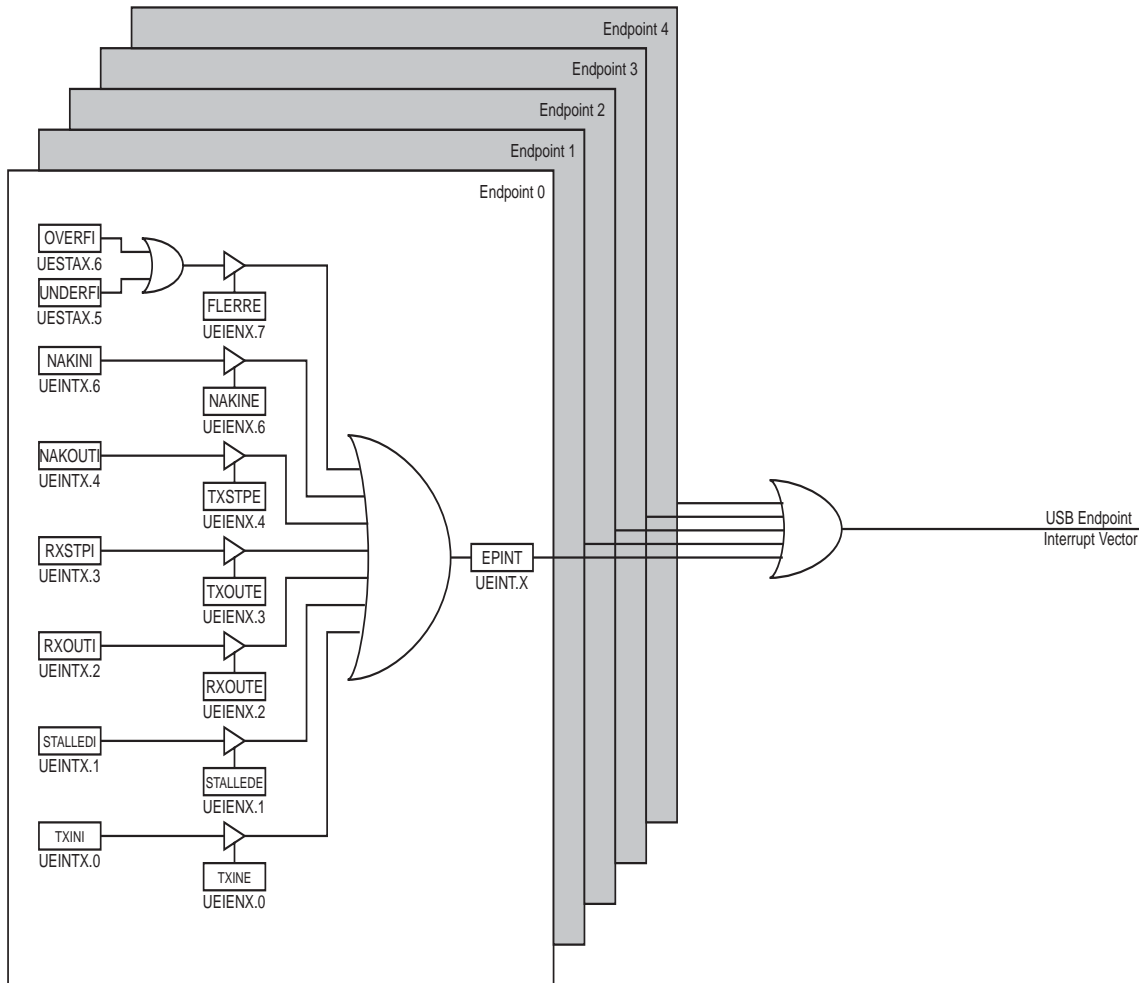 Endpoint 4
Endpoint 3
Endpoint 2
Endpoint 1
Endpoint 0
OVERFI
UESTAX.6
UNDERFI
UESTAX.5
FLERRE
UEIENX.7
NAKINI
UEINTX.6
NAKINE
UEIENX.6
NAKOUTI
UEINTX.4
TXSTPE
UEIENX.4
RXSTPI
UEINTX.3
TXOUTE
UEIENX.3
RXOUTI
UEINTX.2
RXOUTE
UEIENX.2
STALLEDI
UEINTX.1
STALLEDE
UEIENX.1
TXINI
UEINTX.0
TXINE
UEIENX.0
EPINT
UEINT.X
USB Endpoint
Interrupt Vector